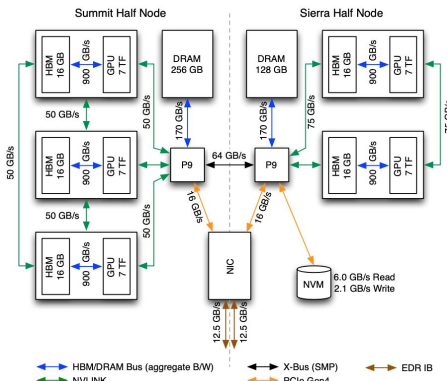 Summit Half Node
Sierra Half Node
HBM
16 GB
900 GB/s
GPU
7 TF
DRAM
256 GB
DRAM
128 GB
HBM
16 GB
900 GB/s
GPU
7 TF
50 GB/s
50 GB/s
50 GB/s
170 GB/s
170 GB/s
75 GB/s
75 GB/s
HBM
16 GB
900 GB/s
GPU
7 TF
P9
64 GB/s
P9
HBM
16 GB
900 GB/s
GPU
7 TF
50 GB/s
50 GB/s
16 GB/s
16 GB/s
HBM
16 GB
900 GB/s
GPU
7 TF
NIC
NVM
6.0 GB/s Read
2.1 GB/s Write
12.5 GB/s
12.5 GB/s
HBM/DRAM Bus (aggregate B/W)
X-Bus (SMP)
EDR IB
NVLINK
PCIe Gen4